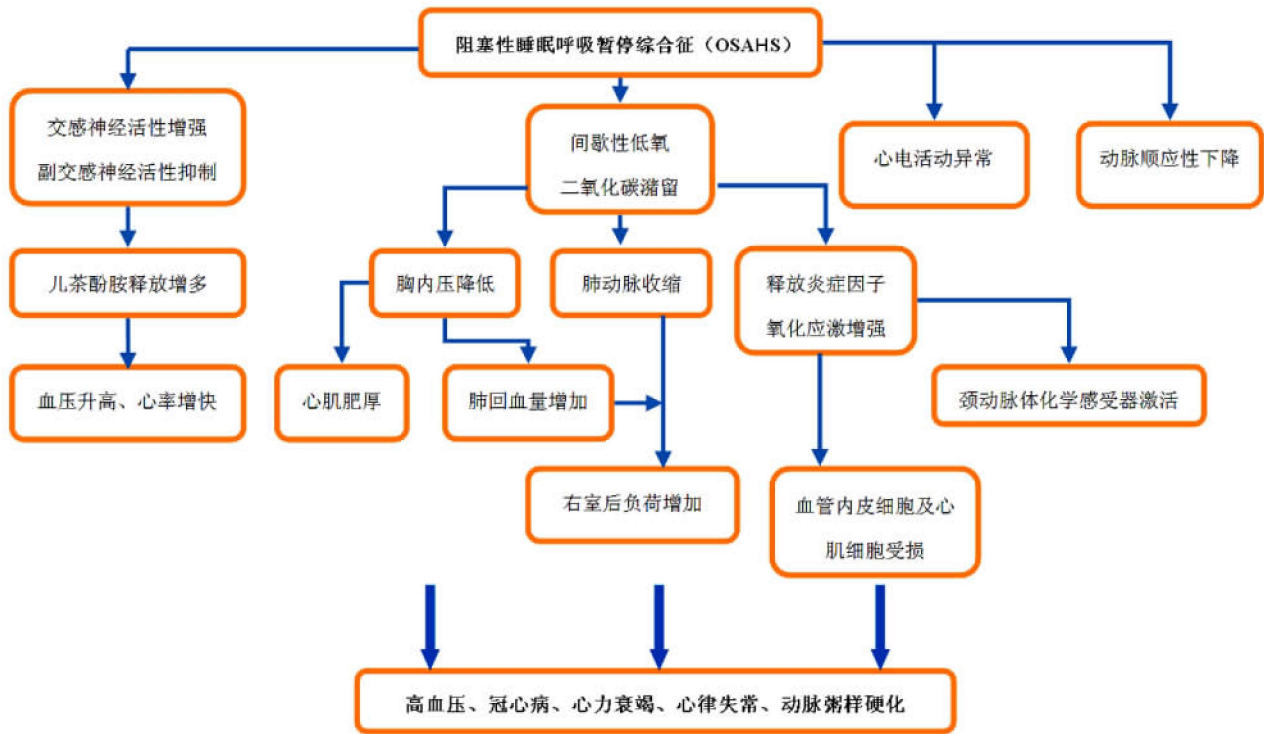 阻塞性睡眠呼吸暂停综合征（OSAHS）
交感神经活性增强
副交感神经活性抑制
间歇性低氧
二氧化碳潴留
心电活动异常
动脉顺应性下降
儿茶酚胺释放增多
胸内压降低
肺动脉收缩
释放炎症因子
氧化应激增强
血压升高、心率增快
心肌肥厚
肺回血量增加
颈动脉体化学感受器激活
右室后负荷增加
血管内皮细胞及心
肌细胞受损
高血压、冠心病、心力衰竭、心律失常、动脉粥样硬化